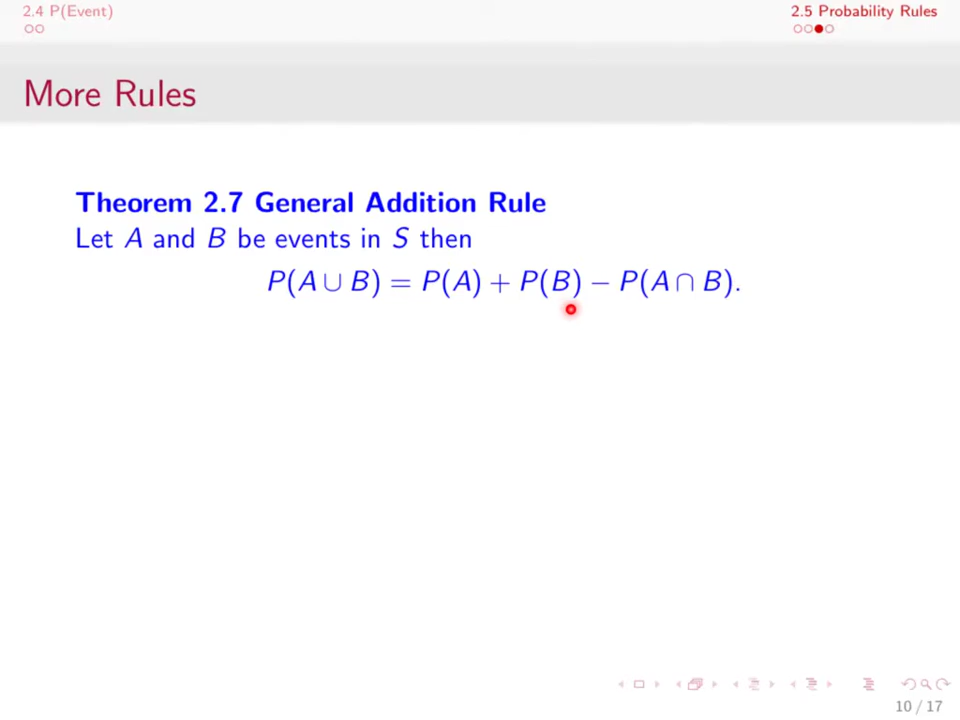 2.4 P(Event)
2.5 Probability Rules
More Rules
Theorem 2.7 General Addition Rule
Let A and B be events in S then
P(A ∪ B) = P(A) + P(B) − P(A ∩ B).
10 / 17